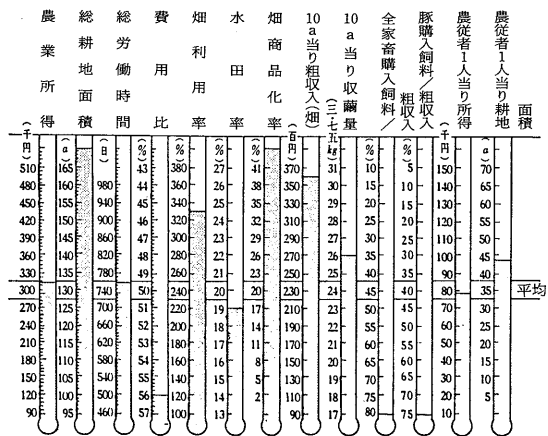 農業所得
総耕地面積
総労働時間
費用比
畑利用率
水田率
畑商品化率
10a当り粗収入(畑)
10a当り収繭量
全家畜購入飼料/粗収入
豚購入飼料/粗収入
農従者1人当り所得
農従者1人当り耕地面積
(千円) (a) (日) (%) (%) (%) (%) (百円) (三・七五kg) (%) (%) (千円) (a)
510 165 43 380 27 41 370 31 10 5 150 70
480 160 980 44 360 26 38 350 30 15 10 140 65
450 155 940 45 340 25 35 330 29 20 15 130 60
420 150 900 46 320 24 32 310 28 25 20 120 55
390 145 860 47 300 23 29 290 27 30 25 110 50
360 140 820 48 280 22 26 270 26 35 30 100 45
330 135 780 49 260 21 23 250 25 40 35 90 40
300 130 740 50 240 20 20 230 24 45 40 80 35 平均
270 125 700 51 220 19 17 210 23 50 45 70 30
240 120 660 52 200 18 14 190 22 55 50 60 25
210 115 620 53 180 17 11 170 21 60 55 50 20
180 110 580 54 160 16 8 150 20 65 60 40 15
150 105 540 55 140 15 5 130 19 70 65 30 10
120 100 500 56 120 14 2 110 18 75 70 20 5
90 95 460 57 100 13 90 17 80 75 10